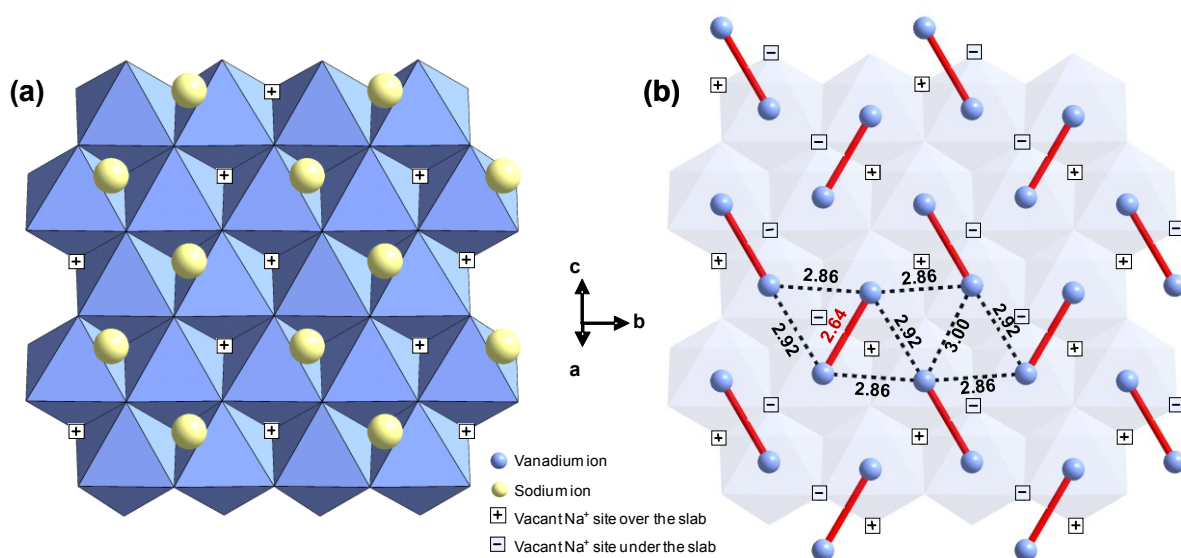 (a)
+
+ +
+ + +
+ +
+ + +
c
b
a
Vanadium ion
Sodium ion
+ Vacant Na⁺ site over the slab
− Vacant Na⁺ site under the slab
(b)
− −
+ +
− −
+ +
− − −
+ + +
2.86 2.86
− −
2.92 2.64 2.92 3.00 2.92
+ +
2.86 2.86
− − −
+ + +
− −
+ +